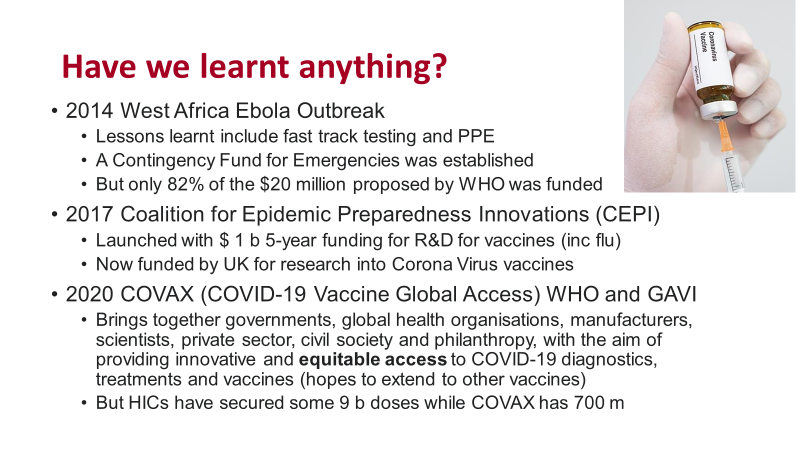 Have we learnt anything?
• 2014 West Africa Ebola Outbreak
• Lessons learnt include fast track testing and PPE
• A Contingency Fund for Emergencies was established
• But only 82% of the $20 million proposed by WHO was funded
• 2017 Coalition for Epidemic Preparedness Innovations (CEPI)
• Launched with $ 1 b 5-year funding for R&D for vaccines (inc flu)
• Now funded by UK for research into Corona Virus vaccines
• 2020 COVAX (COVID-19 Vaccine Global Access) WHO and GAVI
• Brings together governments, global health organisations, manufacturers,
scientists, private sector, civil society and philanthropy, with the aim of
providing innovative and equitable access to COVID-19 diagnostics,
treatments and vaccines (hopes to extend to other vaccines)
• But HICs have secured some 9 b doses while COVAX has 700 m
Coronavirus
Vaccine